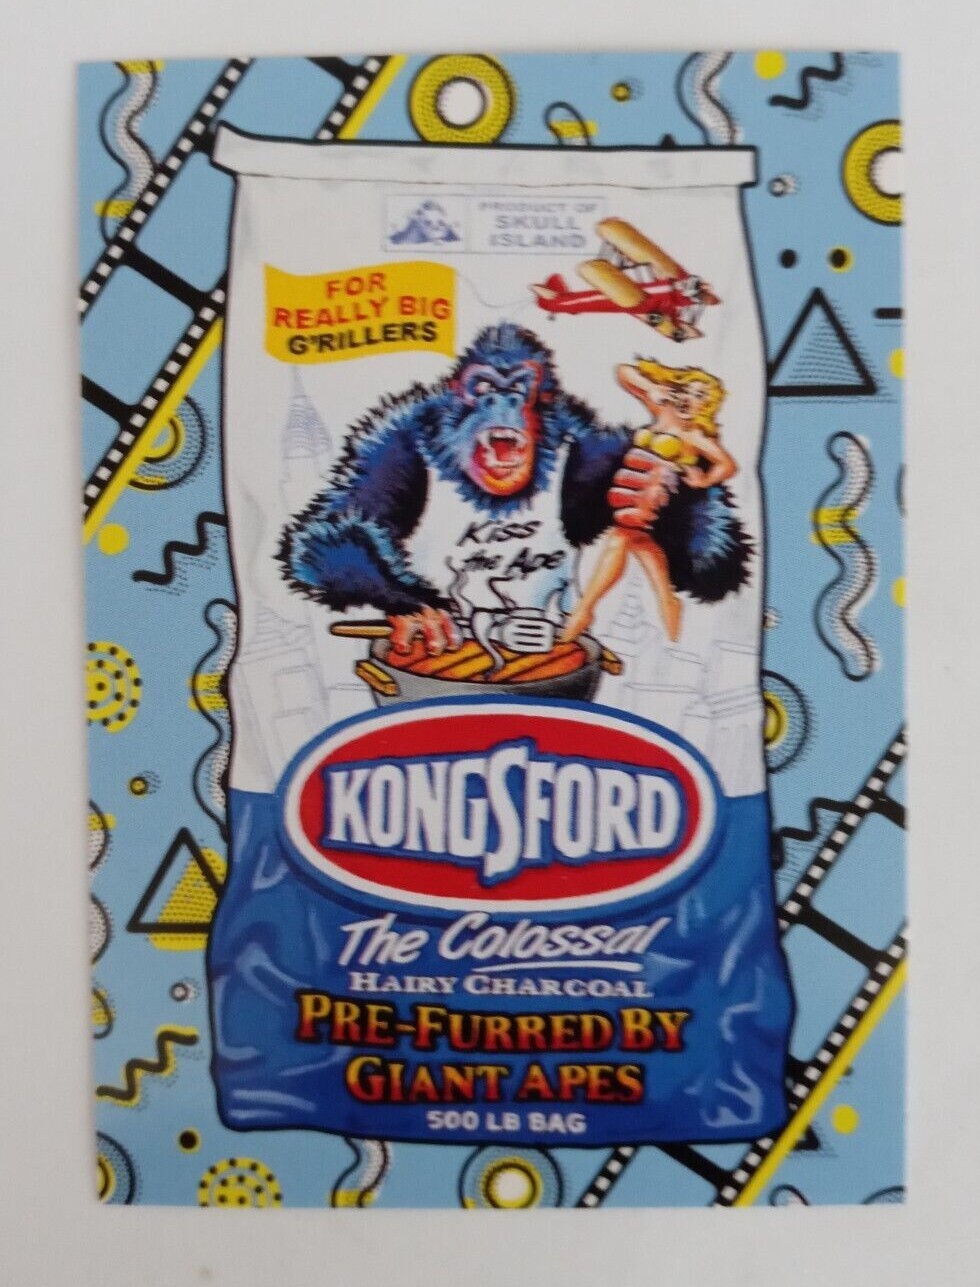 PRODUCT OF
SKULL
ISLAND
FOR
REALLY BIG
G'RILLERS
Kiss
the Ape
KONGSFORD
The Colossal
HAIRY CHARCOAL
PRE-FURRED BY
GIANT APES
500 LB BAG